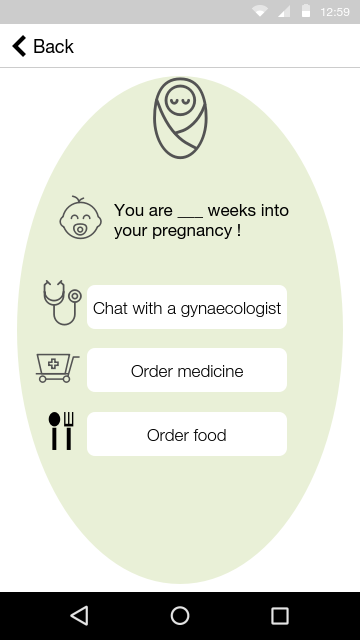 12:59
Back
You are ___ weeks into
your pregnancy !
Chat with a gynaecologist
Order medicine
Order food